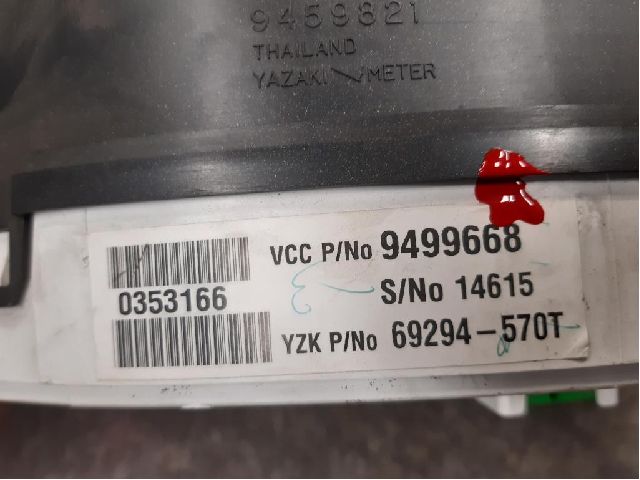 9459821
THAILAND
YAZAKI METER
VCC P/No 9499668
0353166
S/No 14615
YZK P/No 69294-570T